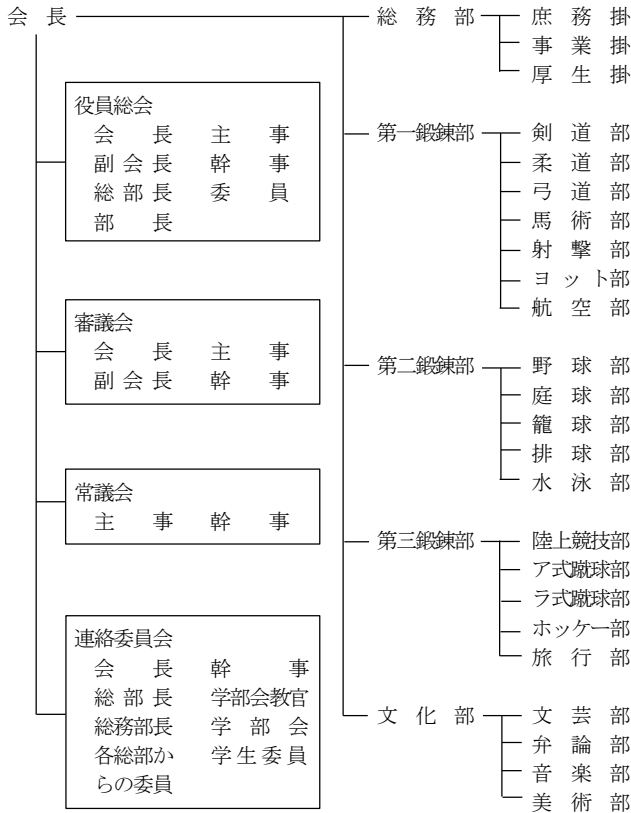 会長
役員総会
会長 主事
副会長 幹事
総部長 委員
部長
審議会
会長 主事
副会長 幹事
常議会
主事 幹事
連絡委員会
会長 幹事
総部長 学部会教官
総務部長 学部会
各総部か 学生委員
らの委員
総務部
庶務掛
事業掛
厚生掛
第一鍛錬部
剣道部
柔道部
弓道部
馬術部
射撃部
ヨット部
航空部
第二鍛錬部
野球部
庭球部
籠球部
排球部
水泳部
第三鍛錬部
陸上競技部
ア式蹴球部
ラ式蹴球部
ホッケー部
旅行部
文化部
文芸部
弁論部
音楽部
美術部